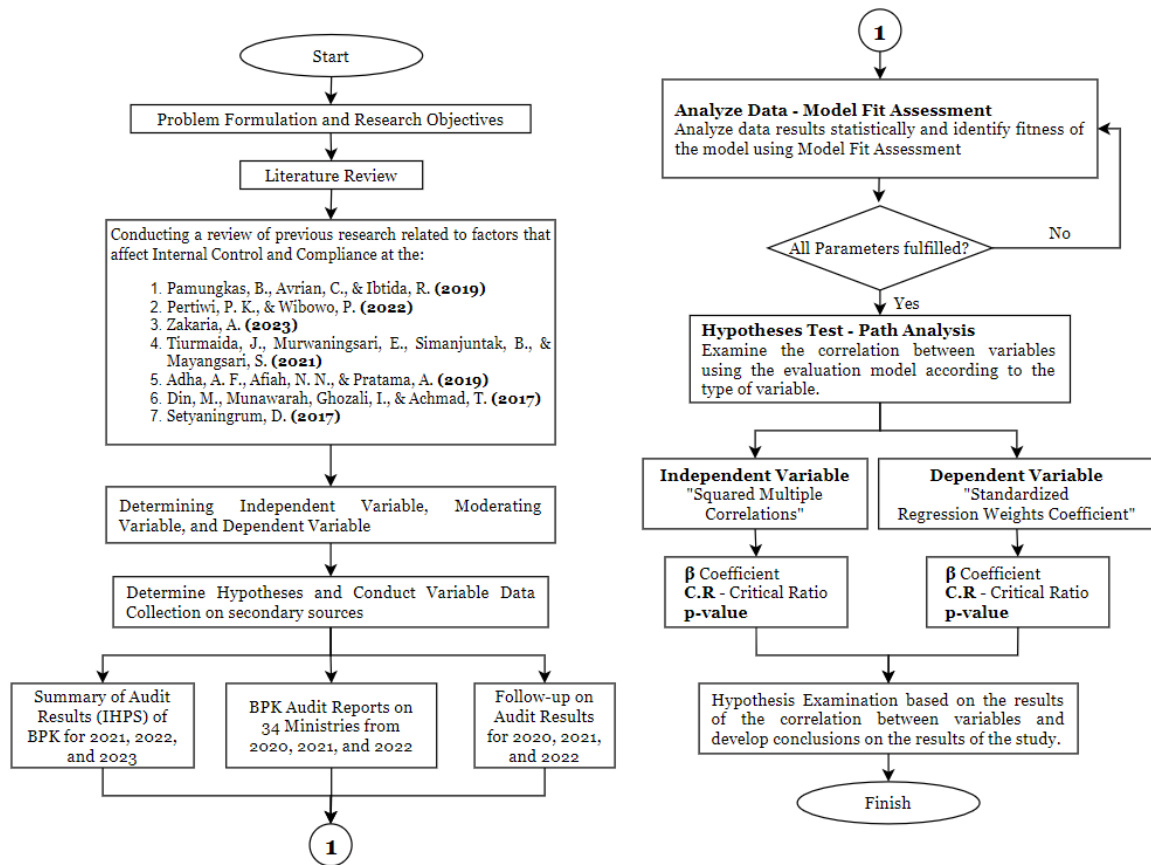 Start
Problem Formulation and Research Objectives
Literature Review
Conducting a review of previous research related to factors that
affect Internal Control and Compliance at the:
1. Pamungkas, B., Avrian, C., & Ibtida, R. (2019)
2. Pertiwi, P. K., & Wibowo, P. (2022)
3. Zakaria, A. (2023)
4. Tiurmaida, J., Murwaningsari, E., Simanjuntak, B., &
Mayangsari, S. (2021)
5. Adha, A. F., Afiah, N. N., & Pratama, A. (2019)
6. Din, M., Munawarah, Ghozali, I., & Achmad, T. (2017)
7. Setyaningrum, D. (2017)
Determining Independent Variable, Moderating
Variable, and Dependent Variable
Determine Hypotheses and Conduct Variable Data
Collection on secondary sources
Summary of Audit
Results (IHPS) of
BPK for 2021, 2022,
and 2023
BPK Audit Reports on
34 Ministries from
2020, 2021, and 2022
Follow-up on
Audit Results
for 2020, 2021,
and 2022
1
1
Analyze Data - Model Fit Assessment
Analyze data results statistically and identify fitness of
the model using Model Fit Assessment
All Parameters fulfilled?
No
Yes
Hypotheses Test - Path Analysis
Examine the correlation between variables
using the evaluation model according to the
type of variable.
Independent Variable
"Squared Multiple
Correlations"
Dependent Variable
"Standardized
Regression Weights Coefficient"
β Coefficient
C.R - Critical Ratio
p-value
β Coefficient
C.R - Critical Ratio
p-value
Hypothesis Examination based on the results
of the correlation between variables and
develop conclusions on the results of the study.
Finish